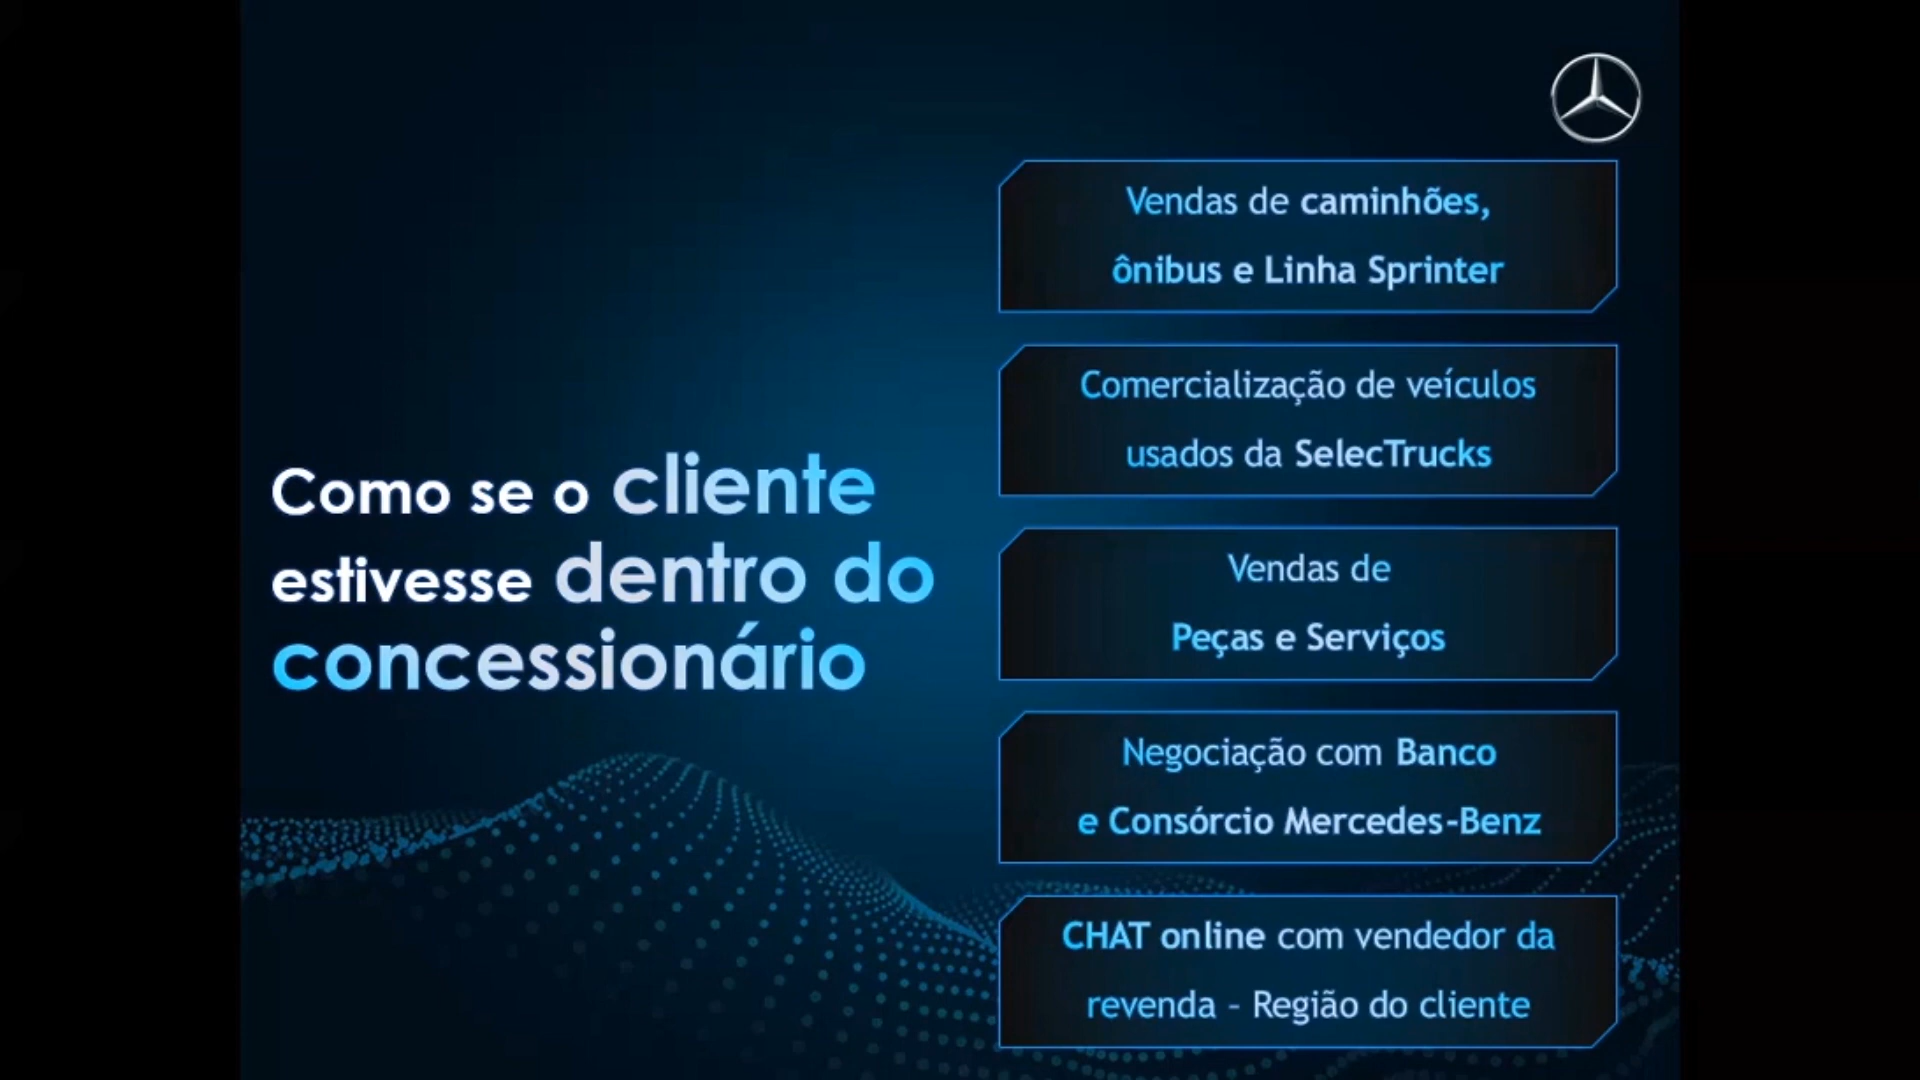 Como se o cliente
estivesse dentro do
concessionário
Vendas de caminhões,
ônibus e Linha Sprinter
Comercialização de veículos
usados da SelecTrucks
Vendas de
Peças e Serviços
Negociação com Banco
e Consórcio Mercedes-Benz
CHAT online com vendedor da
revenda - Região do cliente